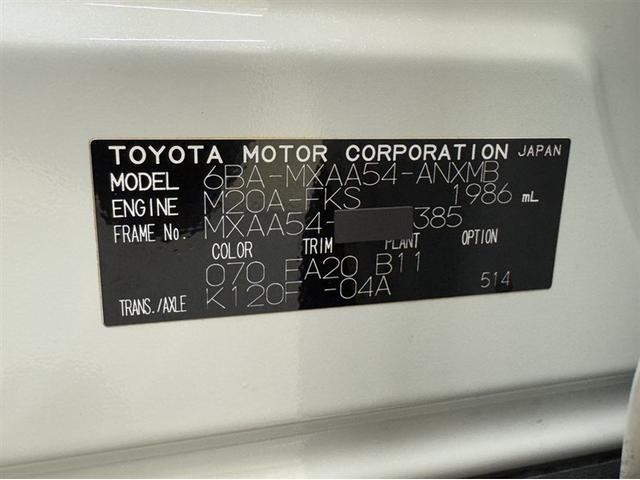 TOYOTA MOTOR CORPORATION JAPAN
MODEL 6BA-MXAA54-ANXMB
ENGINE M20A-FKS 1986 mL
FRAME No. MXAA54- 385
COLOR TRIM PLANT OPTION
070 EA20 B11
TRANS./AXLE K120F -04A 514